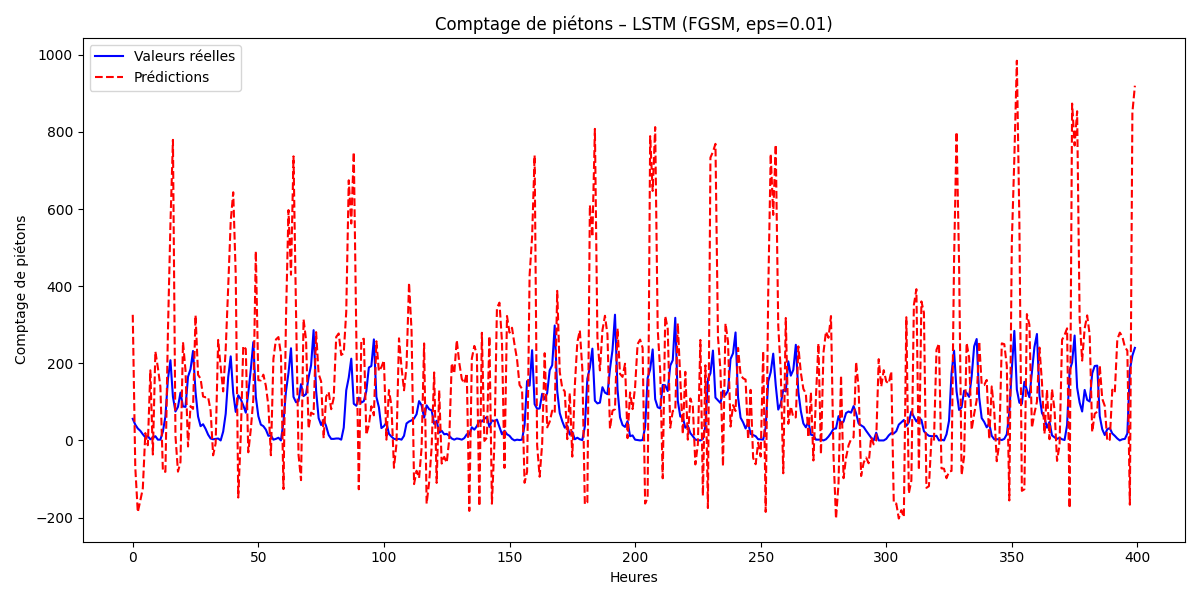 Comptage de piétons – LSTM (FGSM, eps=0.01)
Valeurs réelles
Prédictions
Comptage de piétons
1000
800
600
400
200
0
−200
0 50 100 150 200 250 300 350 400
Heures